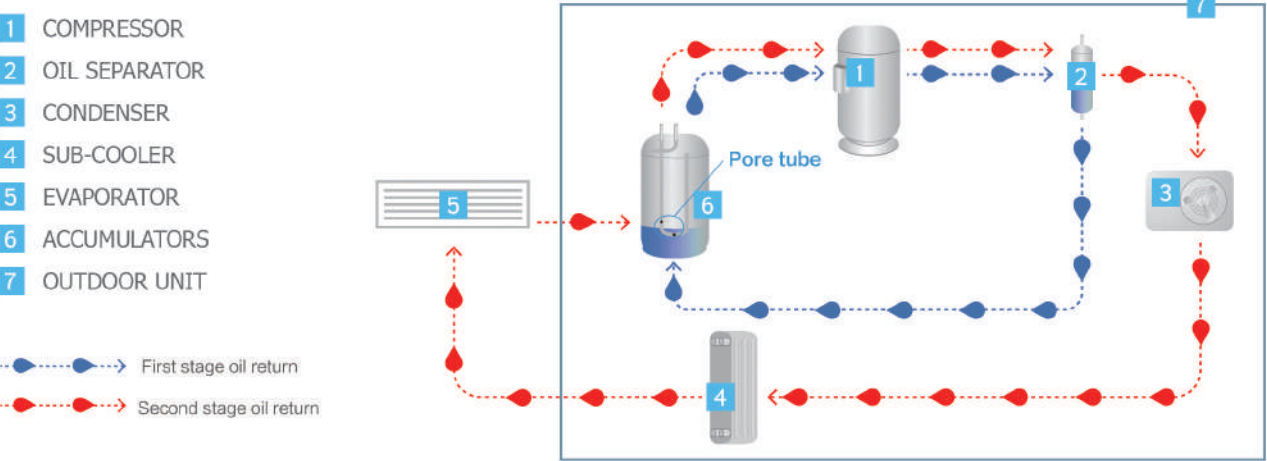 1 COMPRESSOR
2 OIL SEPARATOR
3 CONDENSER
4 SUB-COOLER
5 EVAPORATOR
6 ACCUMULATORS
7 OUTDOOR UNIT
First stage oil return
Second stage oil return
7
1
2
Pore tube
3
5
6
4